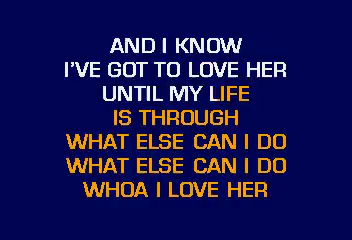 AND I KNOW
I'VE GOT TO LOVE HER
UNTIL MY LIFE
IS THROUGH
WHAT ELSE CAN I DO
WHAT ELSE CAN I DO
WHOA I LOVE HER